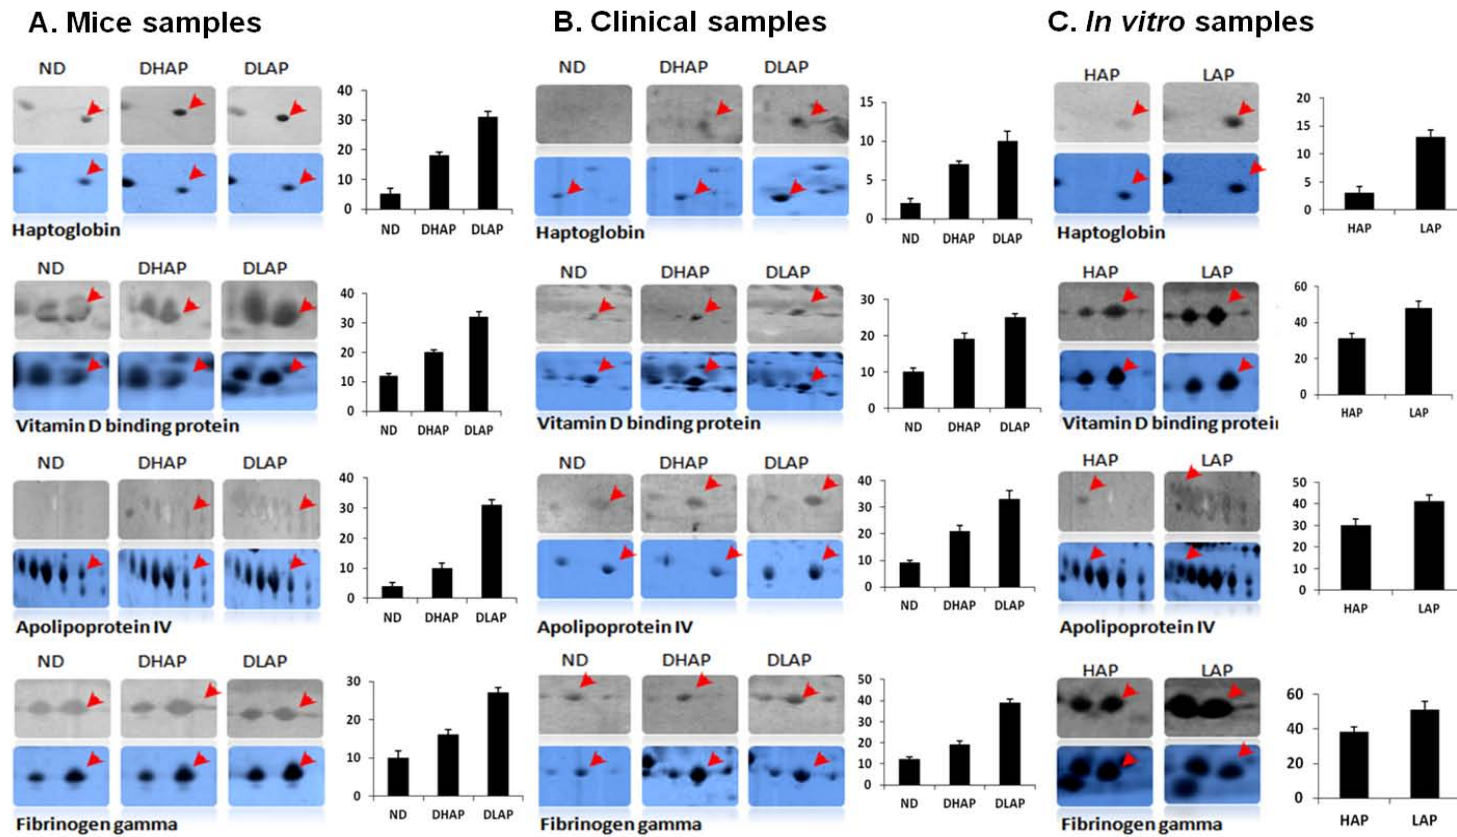 A. Mice samples
B. Clinical samples
C. In vitro samples
ND DHAP DLAP
40
30
20
10
0
ND DHAP DLAP
Haptoglobin
ND DHAP DLAP
15
10
5
0
ND DHAP DLAP
Haptoglobin
HAP LAP
20
15
10
5
0
HAP LAP
Haptoglobin
ND DHAP DLAP
40
30
20
10
0
ND DHAP DLAP
Vitamin D binding protein
ND DHAP DLAP
30
20
10
0
ND DHAP DLAP
Vitamin D binding protein
HAP LAP
60
40
20
0
HAP LAP
Vitamin D binding protein
ND DHAP DLAP
40
30
20
10
0
ND DHAP DLAP
Apolipoprotein IV
ND DHAP DLAP
40
30
20
10
0
ND DHAP DLAP
Apolipoprotein IV
HAP LAP
50
40
30
20
10
0
HAP LAP
Apolipoprotein IV
ND DHAP DLAP
30
20
10
0
ND DHAP DLAP
Fibrinogen gamma
ND DHAP DLAP
50
40
30
20
10
0
ND DHAP DLAP
Fibrinogen gamma
HAP LAP
60
40
20
0
HAP LAP
Fibrinogen gamma